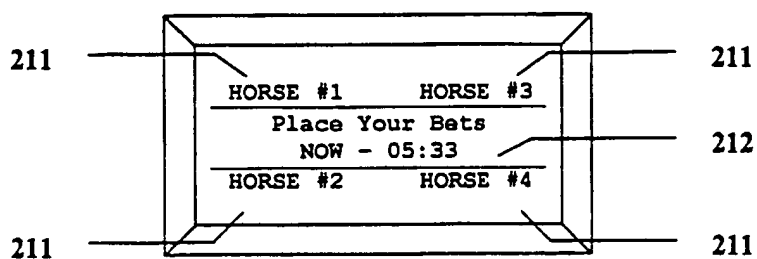 211 211
HORSE #1 HORSE #3
Place Your Bets
NOW - 05:33
212
HORSE #2 HORSE #4
211 211